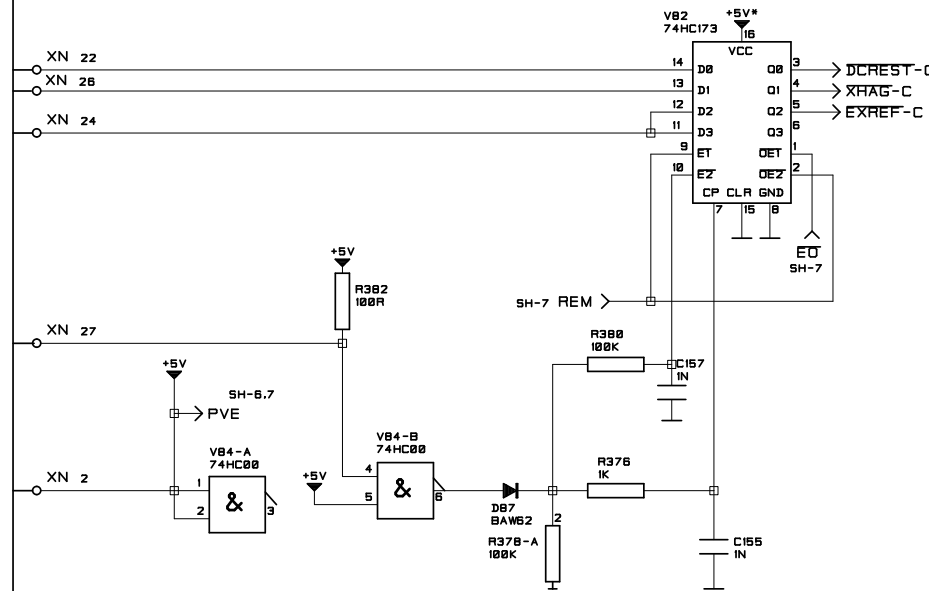 V82
74HC173
+5V*
16
VCC
XN 22
14 D0 Q0 3
DCREST-C
XN 26
13 D1 Q1 4
XHAG-C
12 D2 Q2 5
EXREF-C
XN 24
11 D3 Q3 6
9 ET OET 1
10 E2 OE2 2
CP CLR GND
7 15 8
EO
SH-7
+5V
R382
100R
SH-7 REM
XN 27
R380
100K
C157
1N
+5V
SH-6.7
PVE
V84-A
74HC00
V84-B
74HC00
XN 2
1
2
&
3
+5V
4
5
&
6
D87
BAW62
R376
1K
2
R378-A
100K
C155
1N